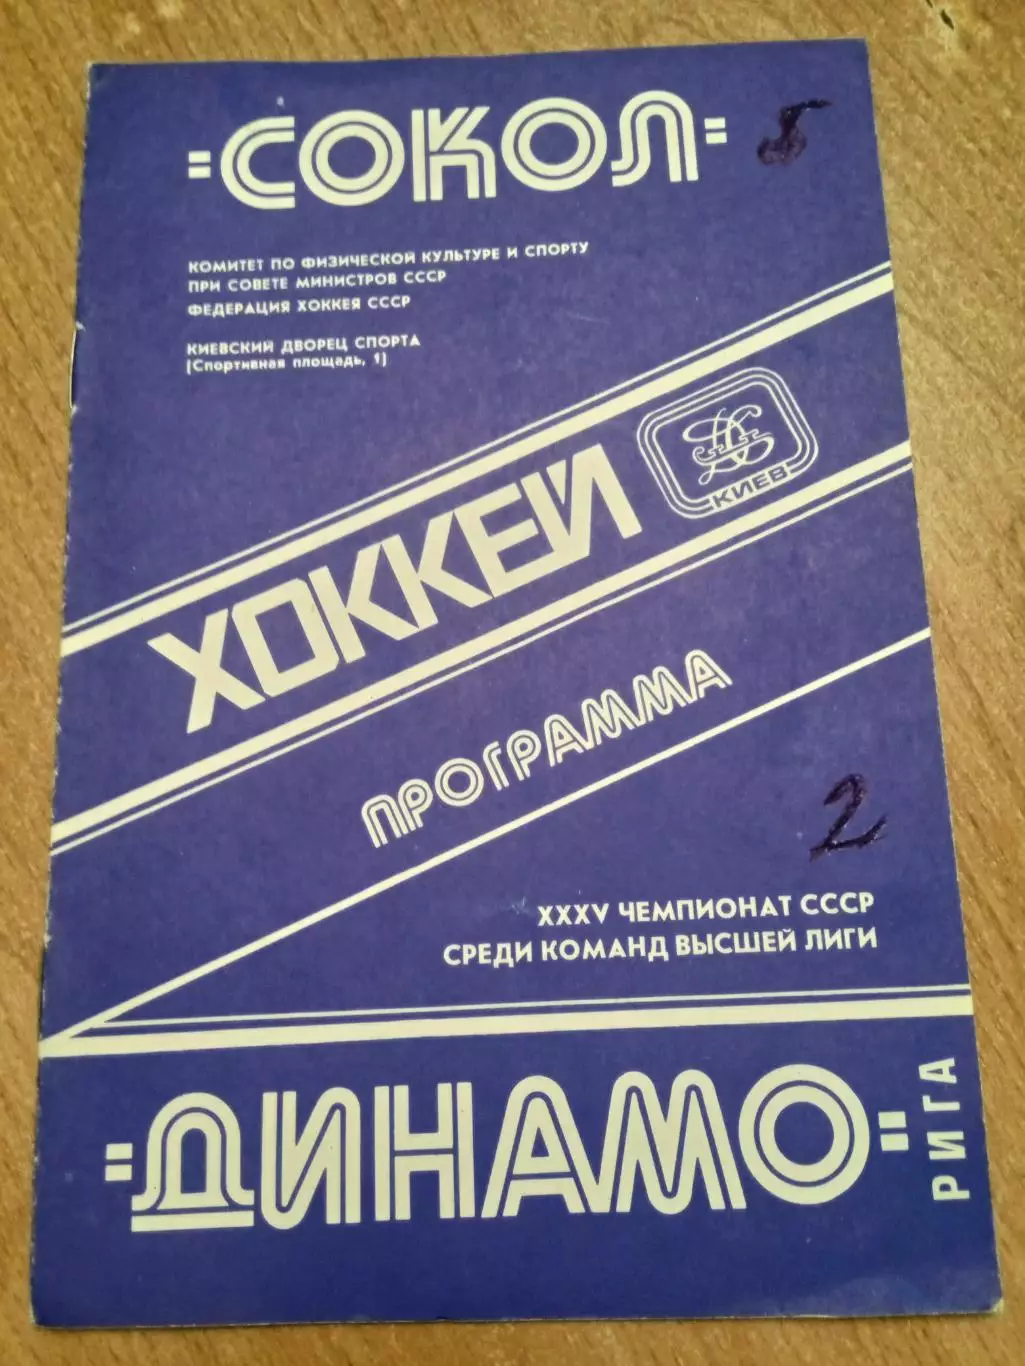 "СОКОЛ"
5
КОМИТЕТ ПО ФИЗИЧЕСКОЙ КУЛЬТУРЕ И СПОРТУ
ПРИ СОВЕТЕ МИНИСТРОВ СССР
ФЕДЕРАЦИЯ ХОККЕЯ СССР
КИЕВСКИЙ ДВОРЕЦ СПОРТА
(Спортивная площадь, 1)
КИЕВ
ХОККЕЙ
ПРОГРАММА
2
XXXV ЧЕМПИОНАТ СССР
СРЕДИ КОМАНД ВЫСШЕЙ ЛИГИ
"ДИНАМО"
РИГА